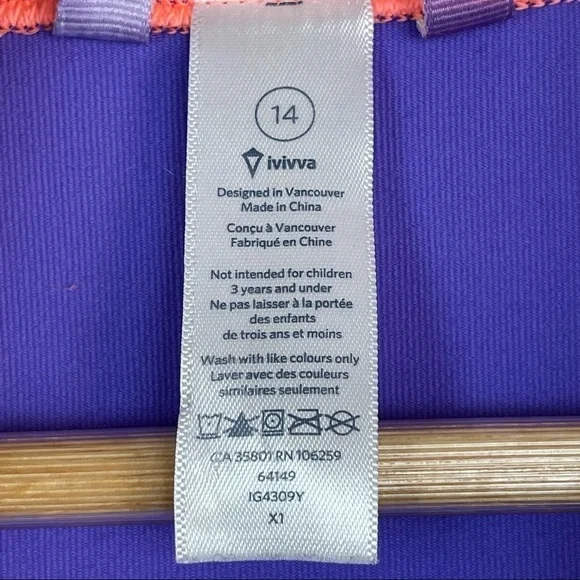 14
ivivva
Designed in Vancouver
Made in China
Conçu à Vancouver
Fabriqué en Chine
Not intended for children
3 years and under
Ne pas laisser à la portée
des enfants
de trois ans et moins
Wash with like colours only
Laver avec des couleurs
similaires seulement
CA 35801 RN 106259
64149
IG4309Y
X1